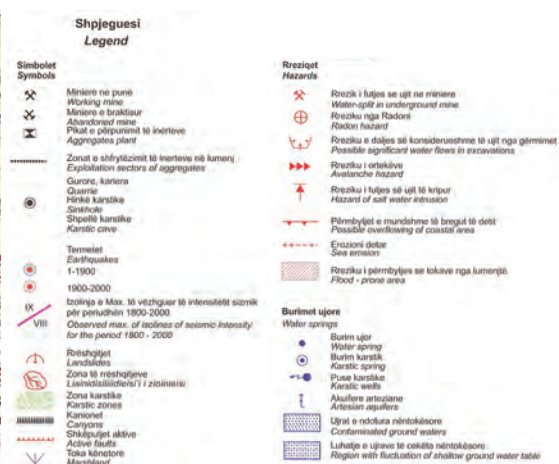 Shpjeguesi
Legend
Simbolet
Symbols
Miniere ne punë
Working mine
Miniere e braktisur
Abandoned mine
Pikat e përpunimit të inerteve
Aggregates plant
Zonat e shfrytëzimit të inerteve në lumenj
Exploitation sectors of aggregates
Gurore, kariera
Quarrie
Hinkë karstike
Sinkhole
Shpellë karstike
Karstic cave
Termetet
Earthquakes
1-1900
1900-2000
IX
VIII
Izolinja e Max. të vëzhguar të intensitetit sizmik
për periudhën 1800-2000
Observed max. of isolines of seismic intensity
for the period 1800 - 2000
Rrëshqitjet
Landslides
Zona të rrëshqitjeve
Zona karstike
Karstic zones
Kanionet
Canyons
Shkëputjet aktive
Active faults
Toka kënetore
Marshland
Rreziqet
Hazards
Rrezik i futjes se ujit ne miniere
Water-split in underground mine
Rreziku nga Radoni
Radon hazard
Rreziku e daljes së konsiderueshme të ujit nga gërmimet
Possible significant water flows in excavations
Rreziku i ortekëve
Avalanche hazard
Rreziku i futjes së ujit të kripur
Hazard of salt water intrusion
Përmbytjet e mundshme të bregut të detit
Possible overflowing of coastal area
Erozioni detar
Sea erosion
Rreziku i përmbytjes se tokave nga lumenjtë
Flood - prone area
Burimet ujore
Water springs
Burim ujor
Water spring
Burim karstik
Karstic spring
Puse karstike
Karstic wells
Akuifere arteziane
Artesian aquifers
Ujrat e ndotura nëntokësore
Contaminated ground waters
Luhatje e ujrave të cekëta nëntokësore
Region with fluctuation of shallow ground water table